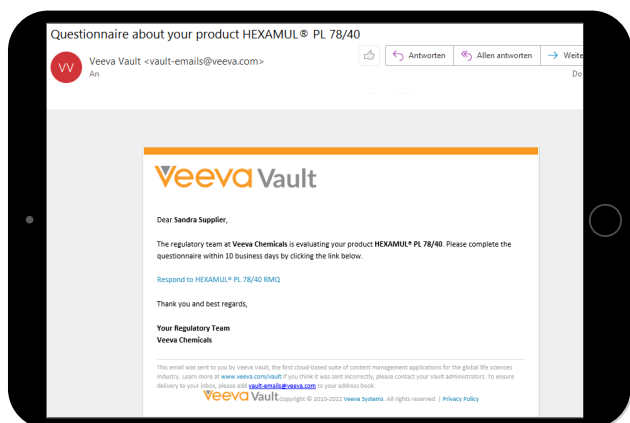 Questionnaire about your product HEXAMUL® PL 78/40
VV
Veeva Vault <vault-emails@veeva.com>
An
Antworten
Allen antworten
Weite
Do
Veeva Vault
Dear Sandra Supplier,
The regulatory team at Veeva Chemicals is evaluating your product HEXAMUL® PL 78/40. Please complete the
questionnaire within 10 business days by clicking the link below.
Respond to HEXAMUL® PL 78/40 RMQ
Thank you and best regards,
Your Regulatory Team
Veeva Chemicals
This email was sent to you by Veeva Vault, the first cloud-based suite of content management applications for the global life sciences
industry. Learn more at www.veeva.com/vault If you think it was sent incorrectly, please contact your vault administrators. To ensure
delivery to your inbox, please add vault-emails@veeva.com to your address book.
Veeva Vault Copyright © 2010-2022 Veeva Systems. All rights reserved. | Privacy Policy